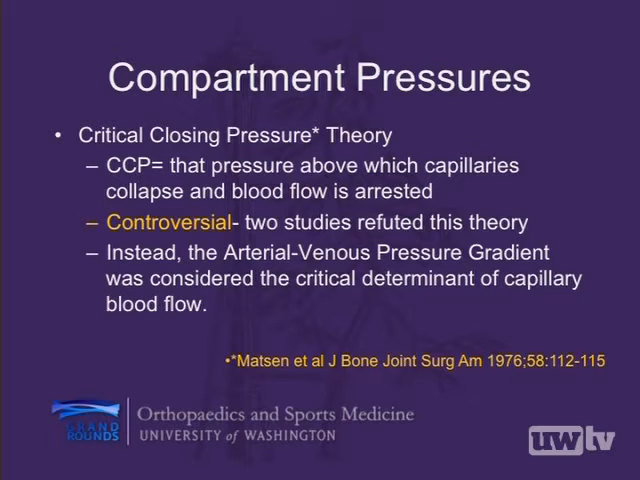 Compartment Pressures
• Critical Closing Pressure* Theory
– CCP= that pressure above which capillaries
collapse and blood flow is arrested
– Controversial- two studies refuted this theory
– Instead, the Arterial-Venous Pressure Gradient
was considered the critical determinant of capillary
blood flow.
•*Matsen et al J Bone Joint Surg Am 1976;58:112-115
GRAND
ROUNDS
Orthopaedics and Sports Medicine
UNIVERSITY of WASHINGTON
uwtv